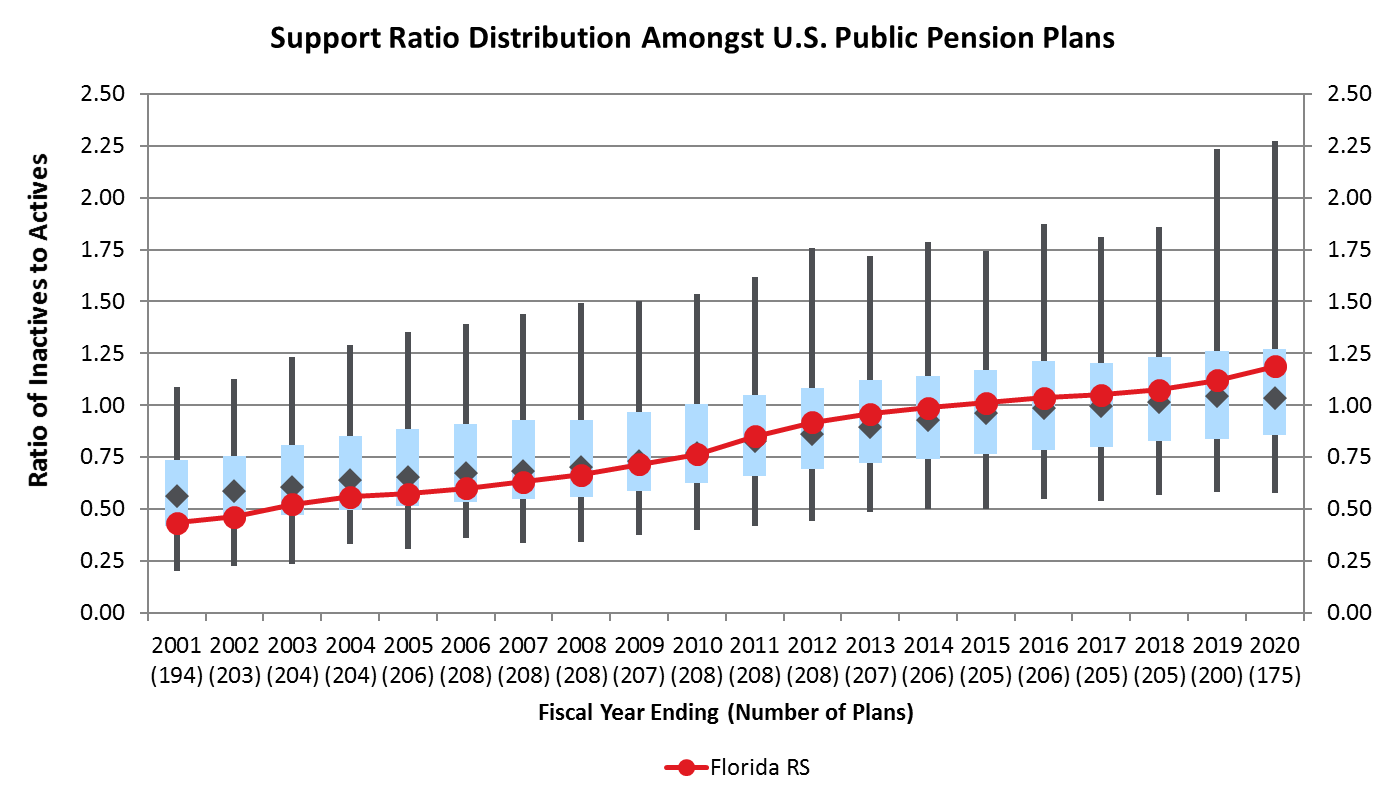 Support Ratio Distribution Amongst U.S. Public Pension Plans
Ratio of Inactives to Actives
2.50 2.50
2.25 2.25
2.00 2.00
1.75 1.75
1.50 1.50
1.25 1.25
1.00 1.00
0.75 0.75
0.50 0.50
0.25 0.25
0.00 0.00
2001 2002 2003 2004 2005 2006 2007 2008 2009 2010 2011 2012 2013 2014 2015 2016 2017 2018 2019 2020
(194) (203) (204) (204) (206) (208) (208) (208) (207) (208) (208) (208) (207) (206) (205) (206) (205) (205) (200) (175)
Fiscal Year Ending (Number of Plans)
Florida RS